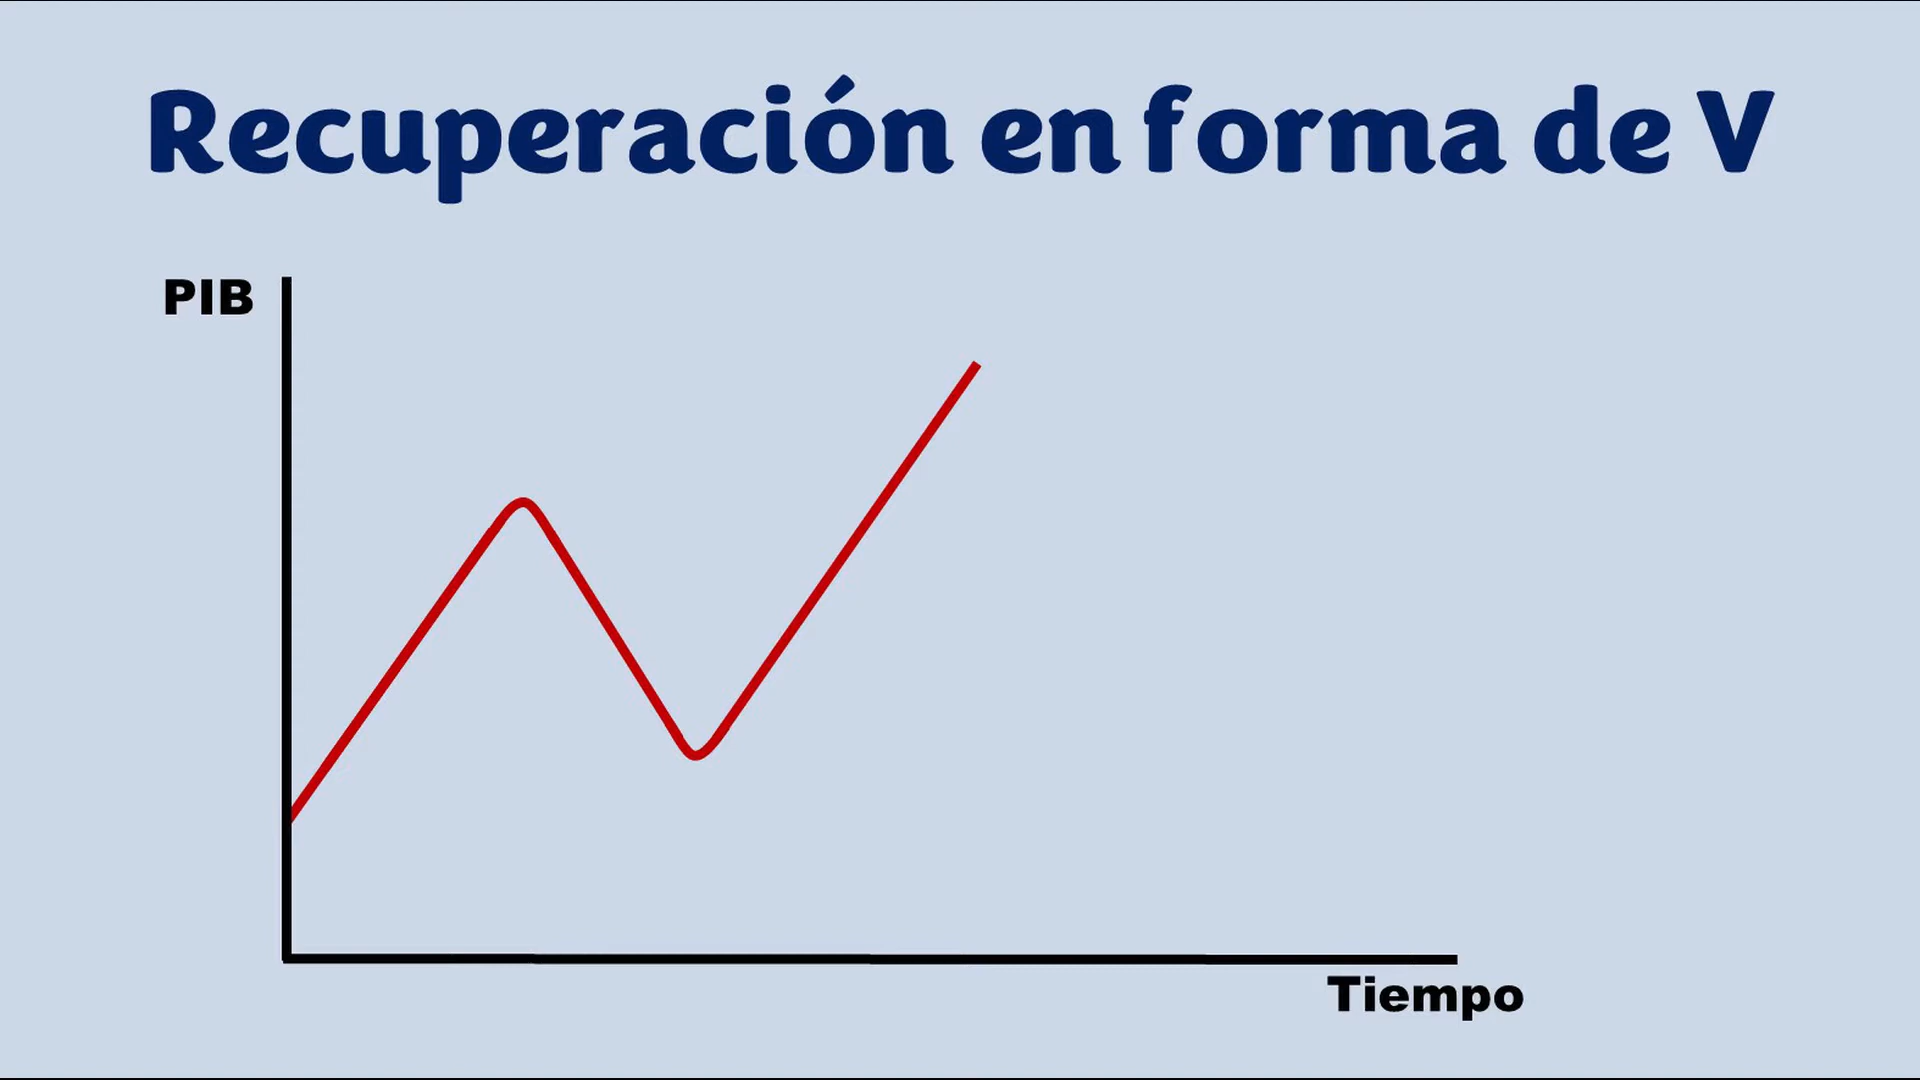 Recuperación en forma de V
PIB
Tiempo